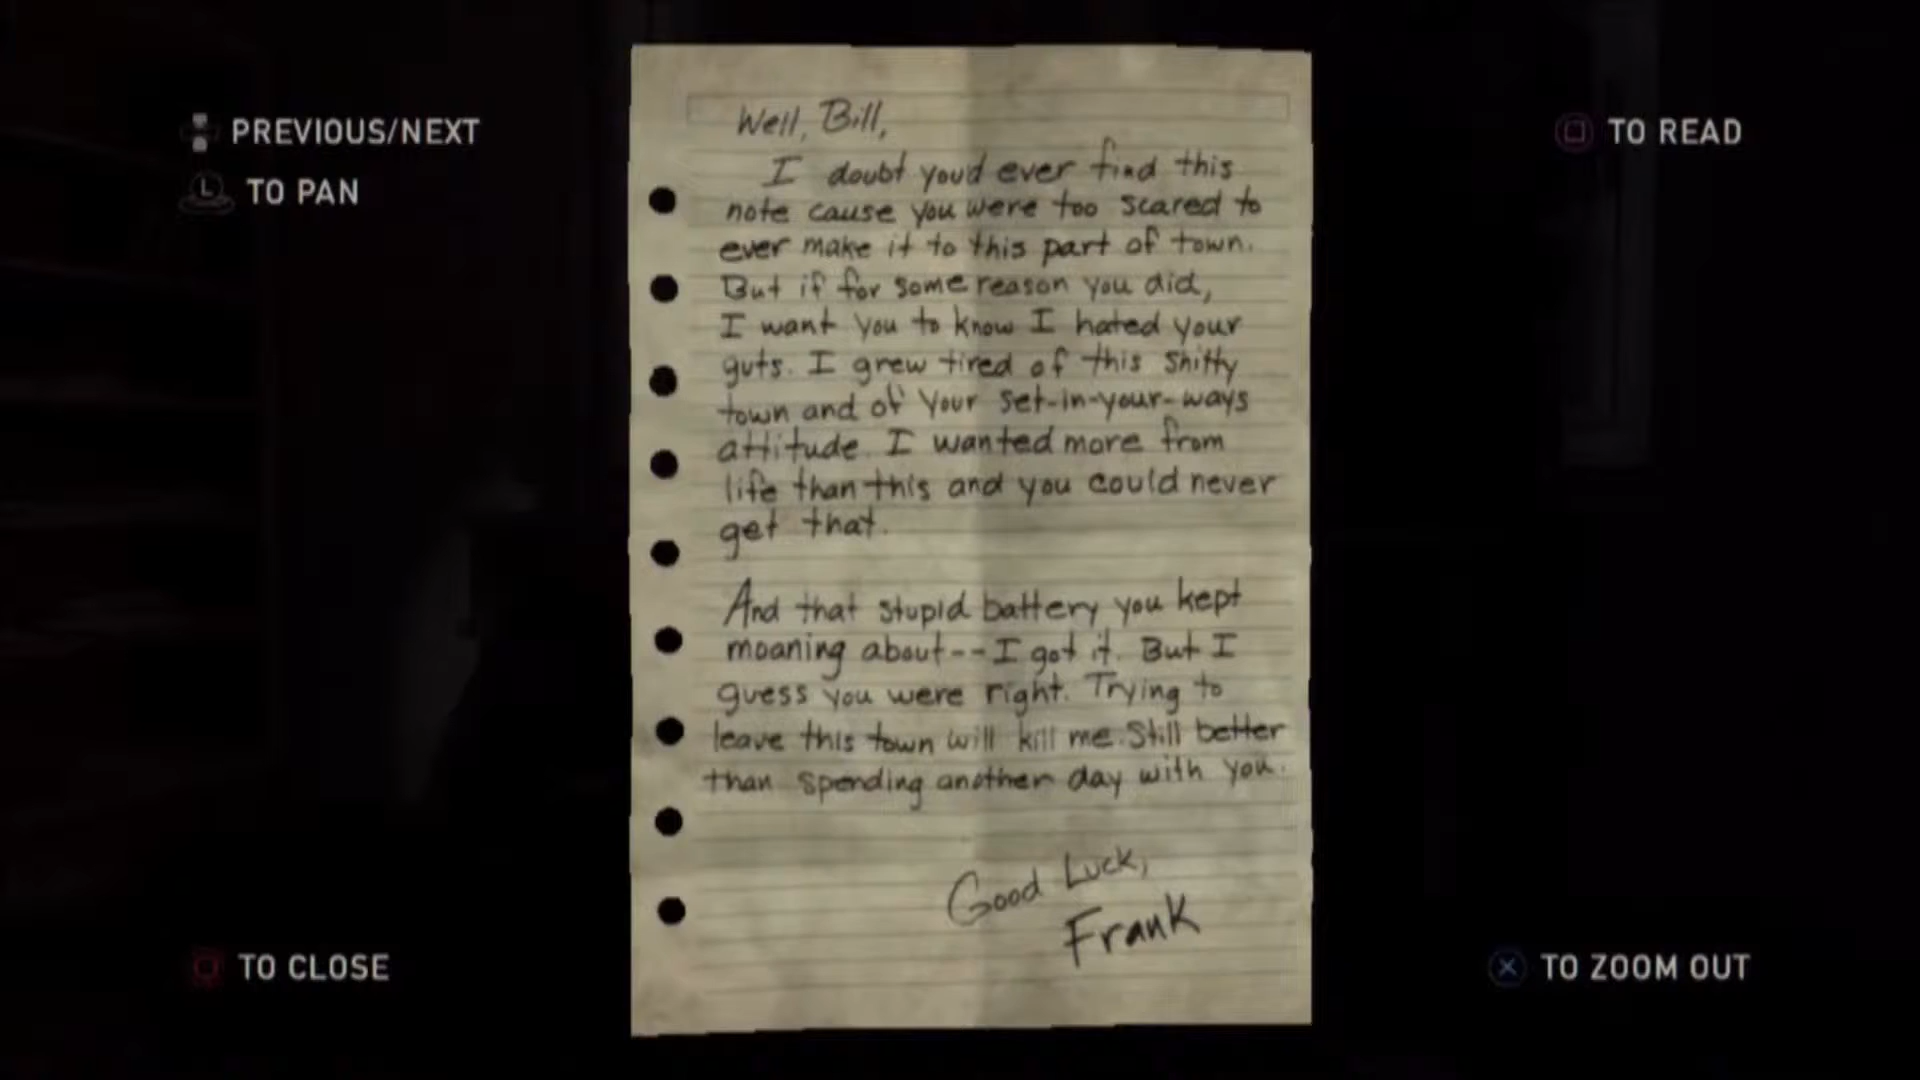 PREVIOUS/NEXT
L TO PAN
TO READ
Well, Bill,
I doubt you'd ever find this
note cause you were too scared to
ever make it to this part of town.
But if for some reason you did,
I want you to know I hated your
guts. I grew tired of this shitty
town and of your set-in-your-ways
attitude. I wanted more from
life than this and you could never
get that.
And that stupid battery you kept
moaning about--I got it. But I
guess you were right. Trying to
leave this town will kill me. Still better
than spending another day with you.
Good Luck,
Frank
TO CLOSE
TO ZOOM OUT